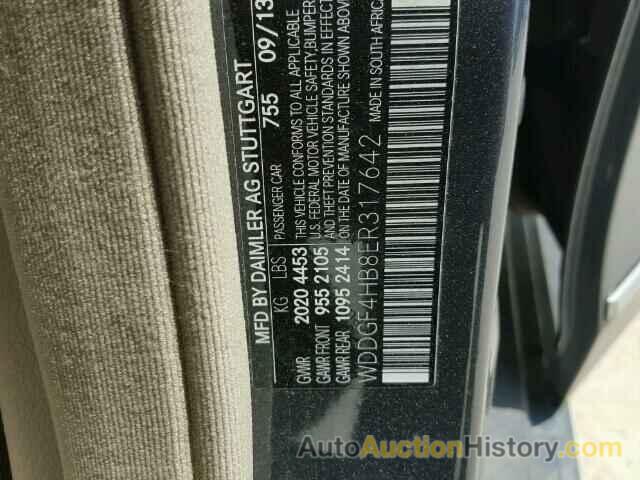 MFD BY DAIMLER AG STUTTGART
755 09/13
KG LBS PASSENGER CAR
GVWR 2020 4453 THIS VEHICLE CONFORMS TO ALL APPLICABLE
GAWR FRONT 955 2105 U.S. FEDERAL MOTOR VEHICLE SAFETY, BUMPER,
GAWR REAR 1095 2414 AND THEFT PREVENTION STANDARDS IN EFFECT
ON THE DATE OF MANUFACTURE SHOWN ABOVE
WDDGF4HB8ER317642 MADE IN SOUTH AFRICA
AutoAuctionHistory.com